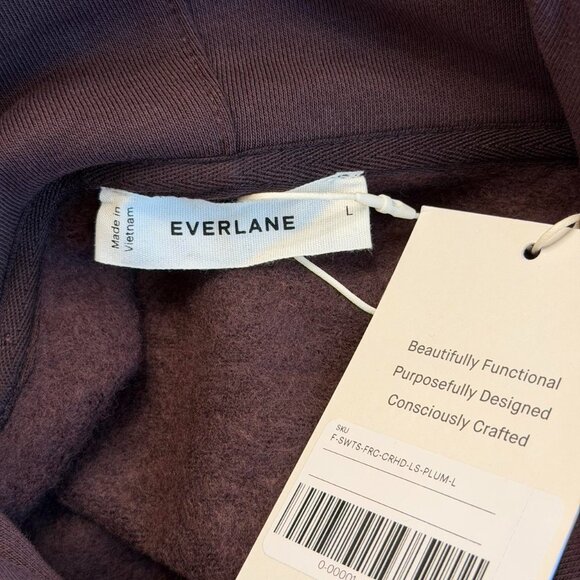 Made in
Vietnam
EVERLANE
L
Beautifully Functional
Purposefully Designed
Consciously Crafted
SKU
F-SWTS-FRC-CRHD-LS-PLUM-L
0-00001